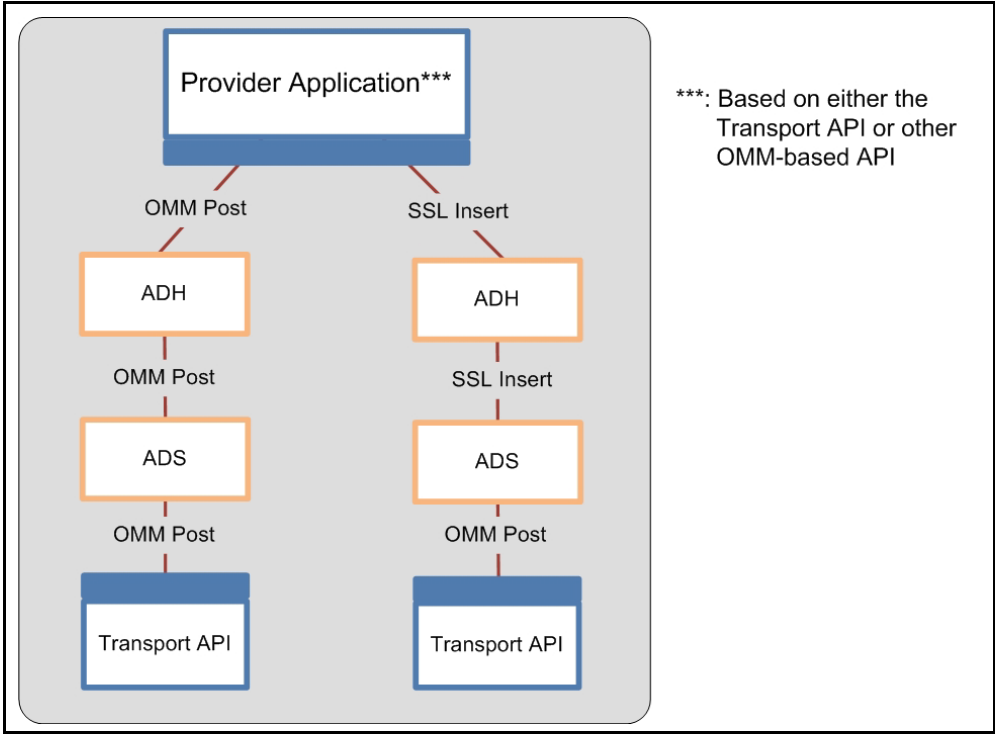 Provider Application***
***: Based on either the
Transport API or other
OMM-based API
OMM Post
SSL Insert
ADH
ADH
OMM Post
SSL Insert
ADS
ADS
OMM Post
OMM Post
Transport API
Transport API